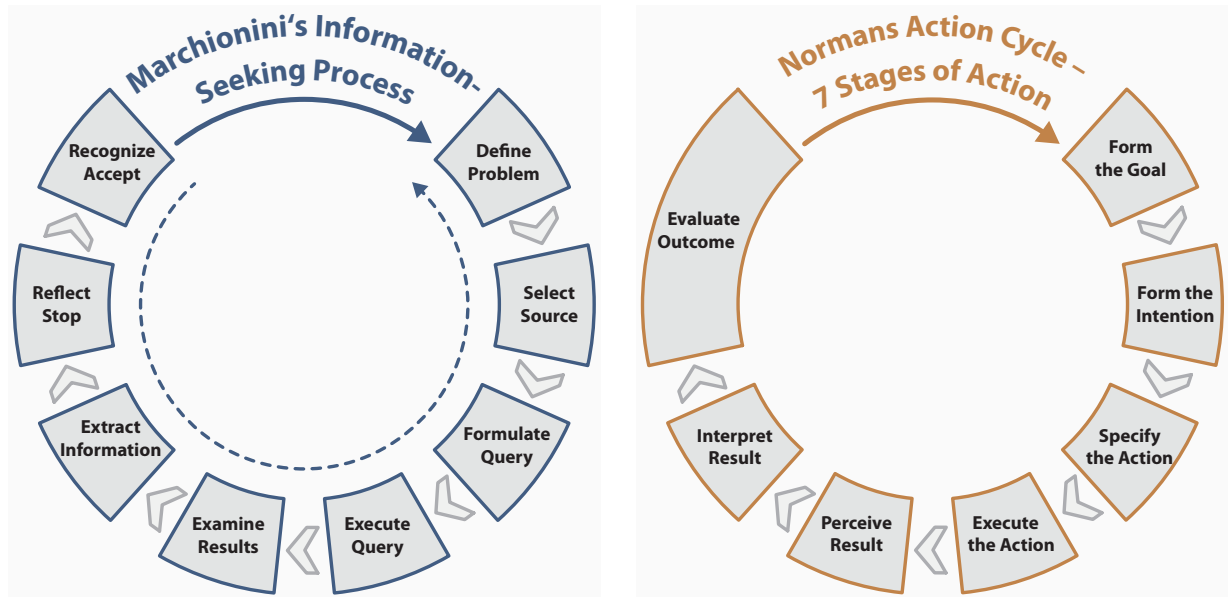 Marchionini‘s Information-
Seeking Process
Define
Problem
Select
Source
Formulate
Query
Execute
Query
Examine
Results
Extract
Information
Reflect
Stop
Recognize
Accept
Normans Action Cycle –
7 Stages of Action
Form
the Goal
Form the
Intention
Specify
the Action
Execute
the Action
Perceive
Result
Interpret
Result
Evaluate
Outcome